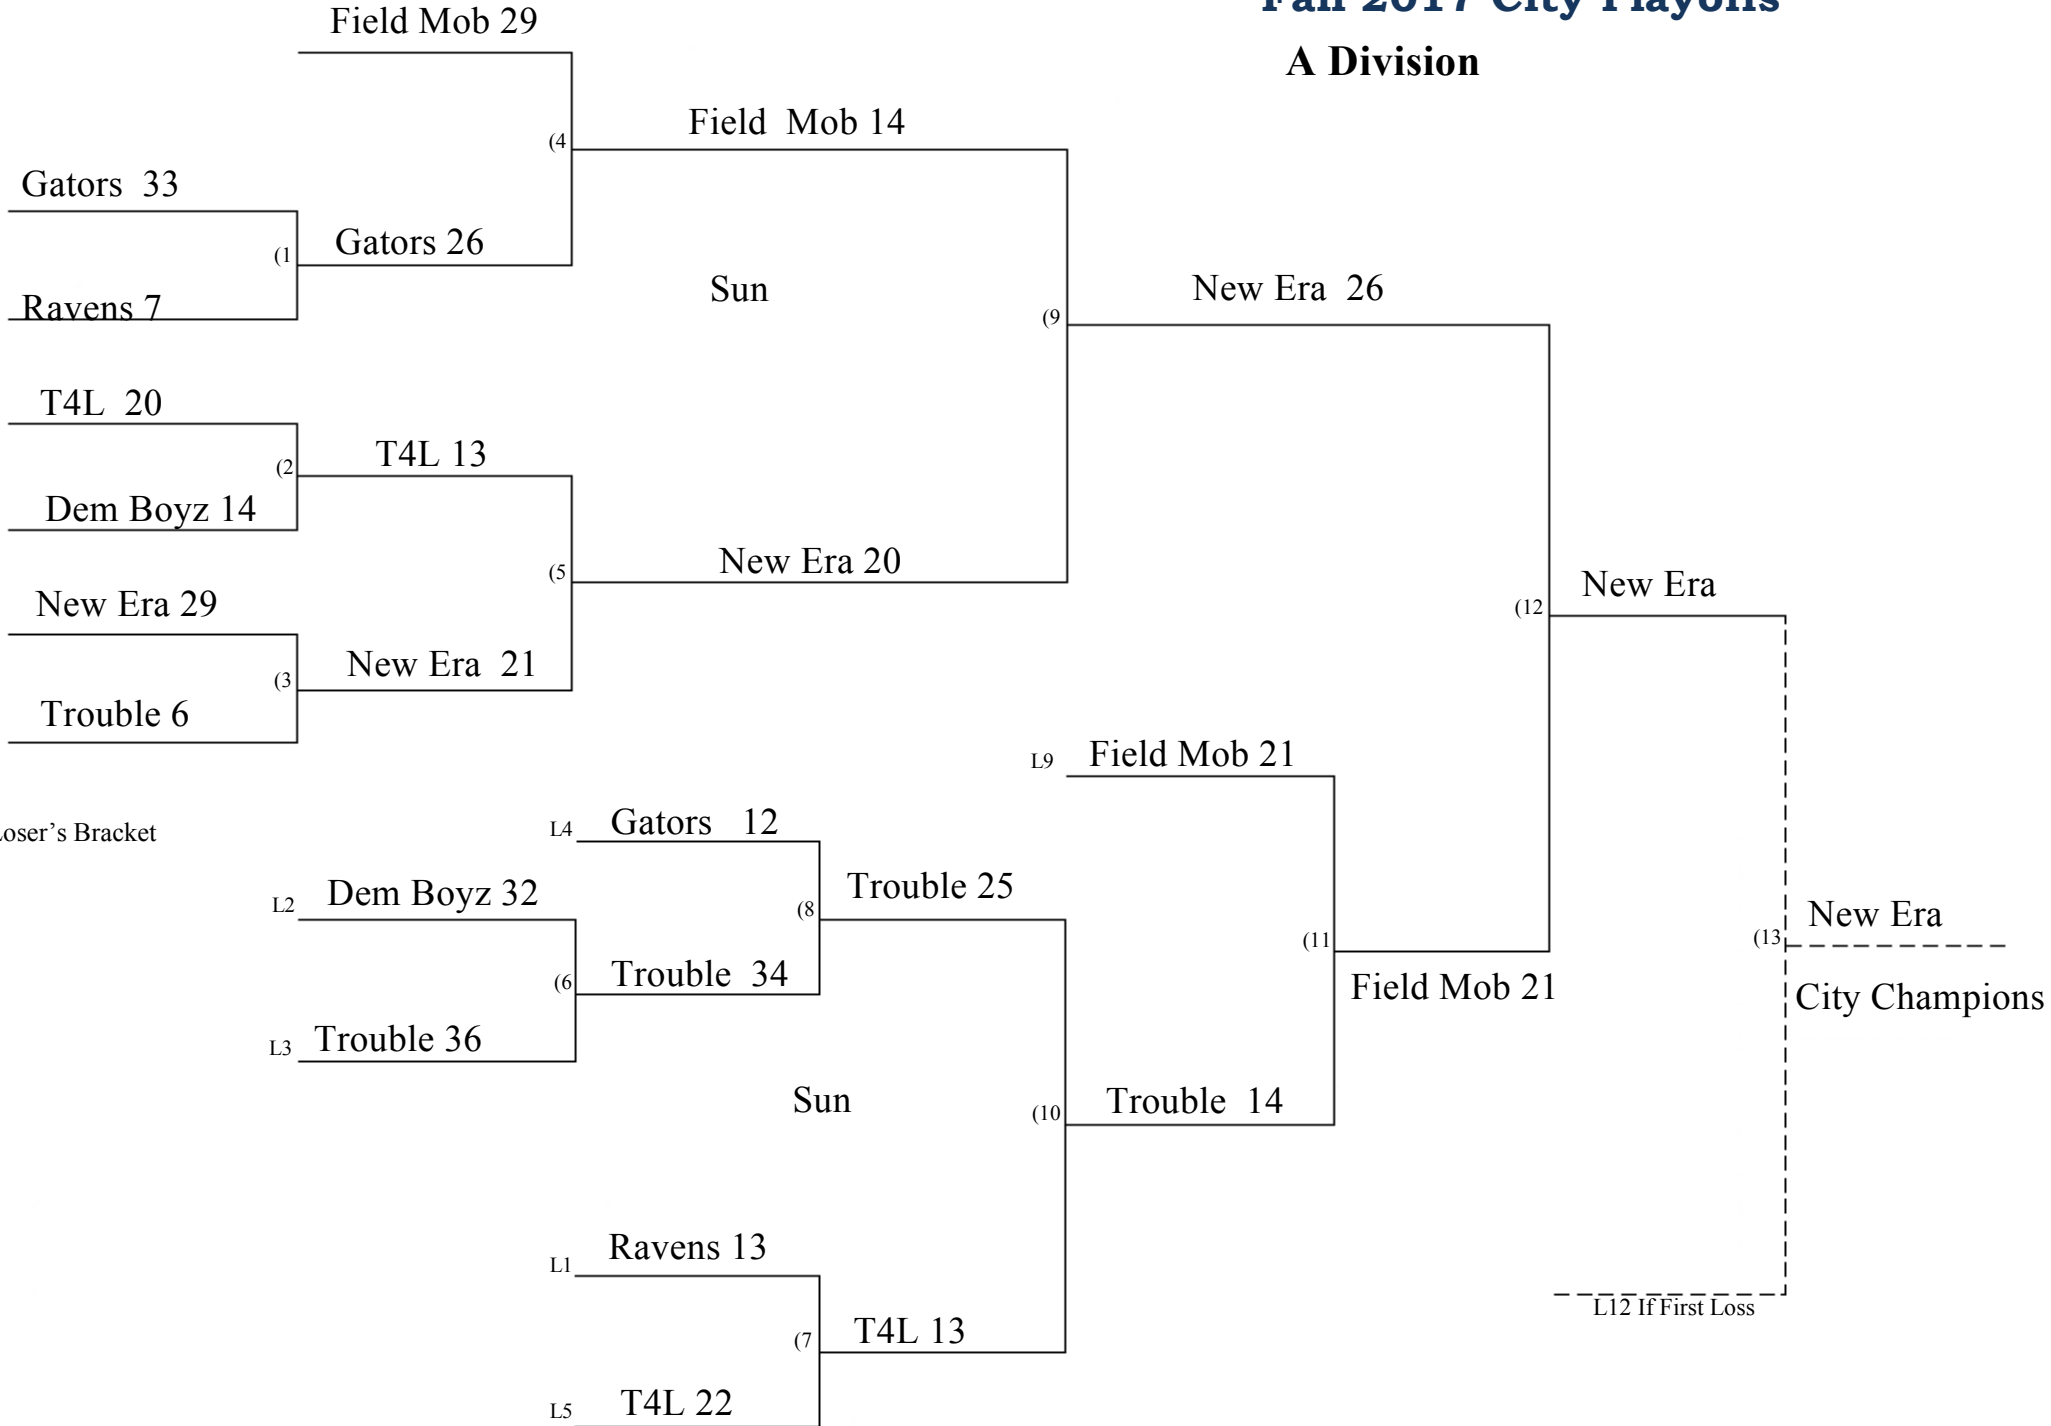 Fall 2017 City Playoffs
A Division
Field Mob 29
(4
Field Mob 14
Gators 33
(1
Gators 26
Ravens 7
Sun
(9
New Era 26
T4L 20
(2
T4L 13
Dem Boyz 14
(5
New Era 20
New Era 29
(3
New Era 21
Trouble 6
(12
New Era
L9 Field Mob 21
Loser’s Bracket
L4 Gators 12
L2 Dem Boyz 32
(8
Trouble 25
(6
Trouble 34
L3 Trouble 36
(11
Field Mob 21
(13
New Era
City Champions
Sun
(10
Trouble 14
L1 Ravens 13
(7
T4L 13
L5 T4L 22
L12 If First Loss